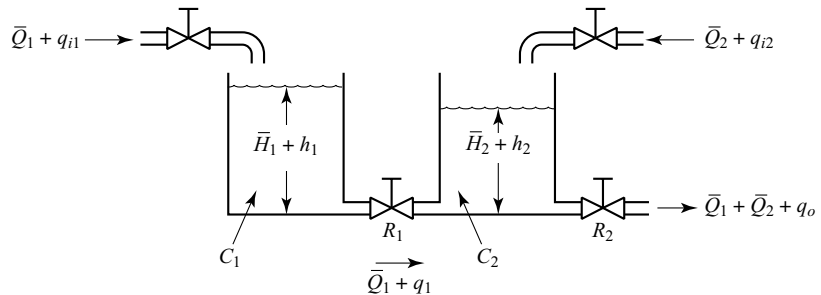 Q̄₁ + qᵢ₁
Q̄₂ + qᵢ₂
H̄₁ + h₁
H̄₂ + h₂
Q̄₁ + Q̄₂ + qₒ
R₁
R₂
C₁
C₂
Q̄₁ + q₁